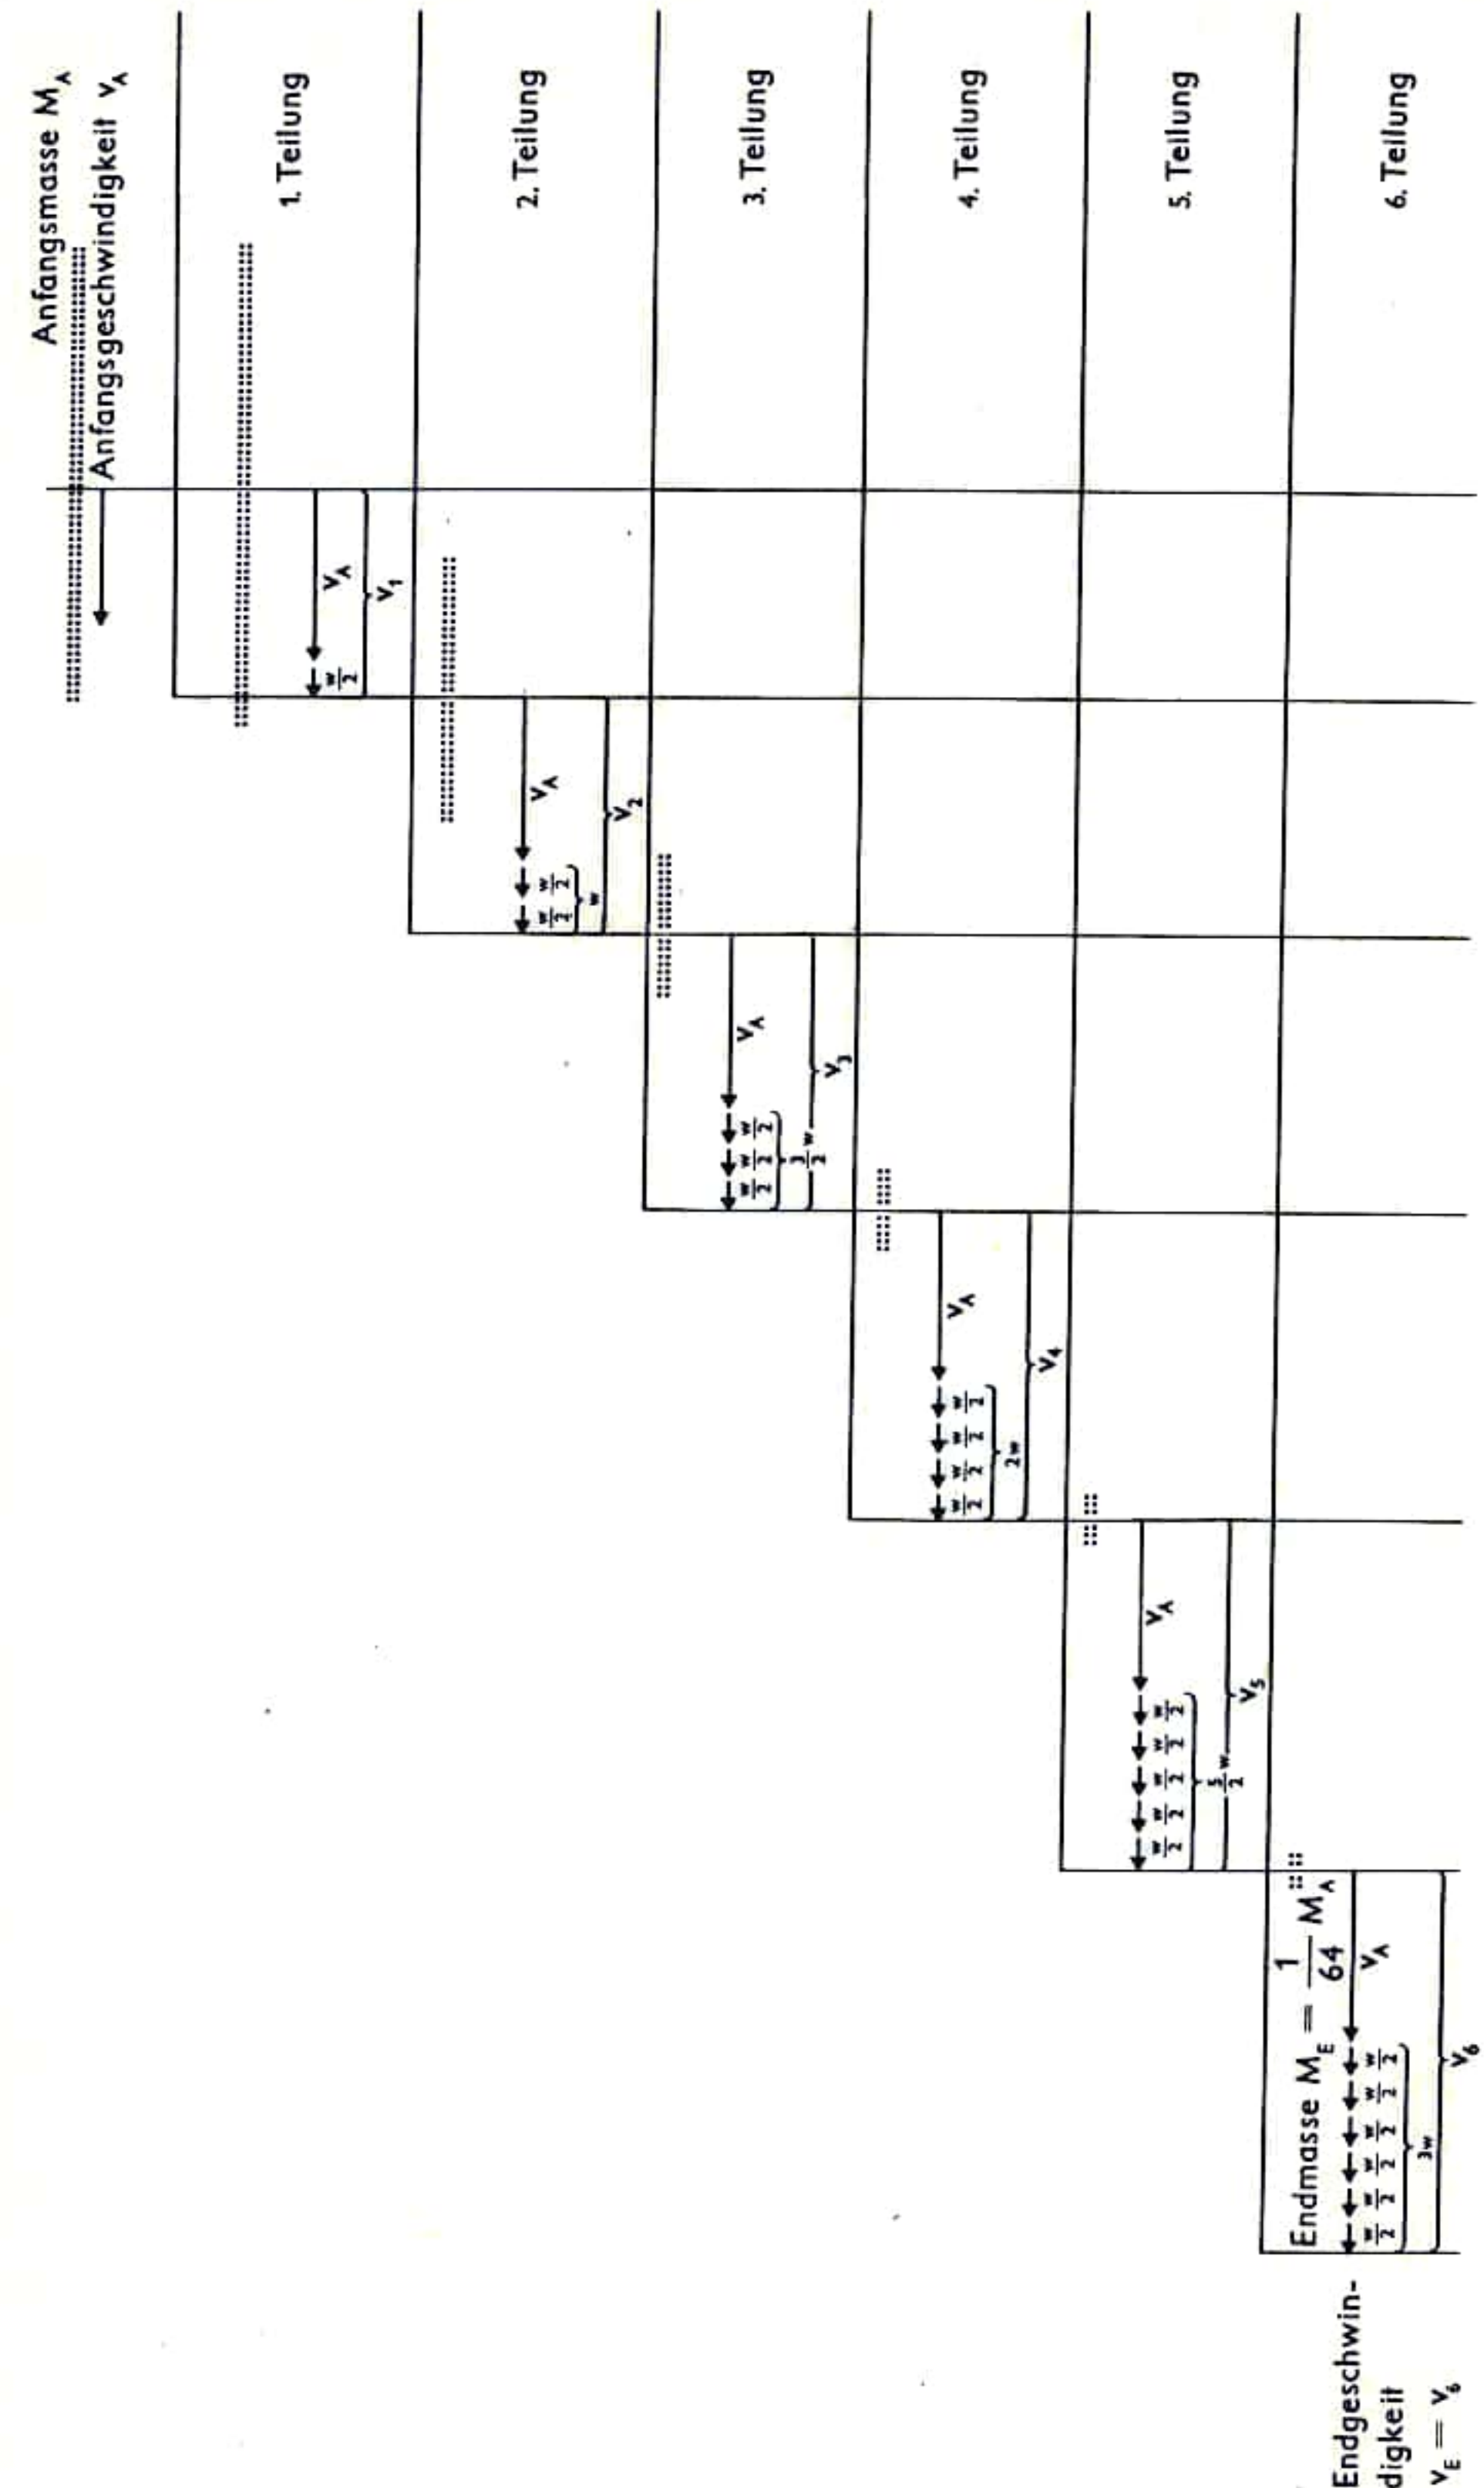 Anfangsmasse M_A
Anfangsgeschwindigkeit v_A
1. Teilung
v_A
w/2
v_1
2. Teilung
v_A
w/2 w/2
w
v_2
3. Teilung
v_A
w/2 w/2 w/2
3/2 w
v_3
4. Teilung
v_A
w/2 w/2 w/2 w/2
2w
v_4
5. Teilung
v_A
w/2 w/2 w/2 w/2 w/2
5/2 w
v_5
6. Teilung
Endmasse M_E = 1/64 M_A
v_A
w/2 w/2 w/2 w/2 w/2 w/2
3w
v_6
Endgeschwin-
digkeit
v_E = v_6